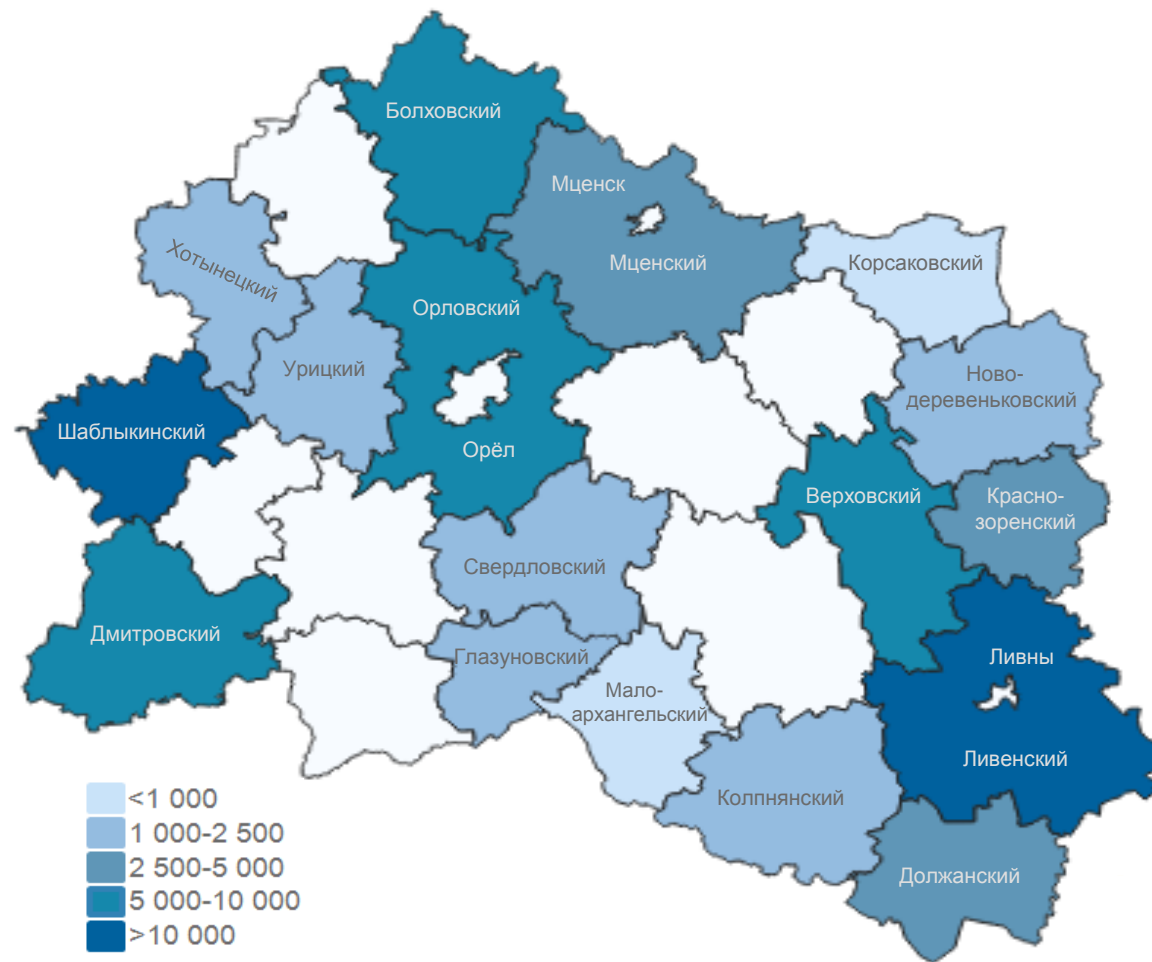 Болховский
Мценск
Мценский
Хотынецкий
Корсаковский
Орловский
Урицкий
Ново-
деревеньковский
Шаблыкинский
Орёл
Верховский
Красно-
зоренский
Свердловский
Дмитровский
Глазуновский
Ливны
Мало-
архангельский
Ливенский
Колпнянский
Должанский
<1 000
1 000-2 500
2 500-5 000
5 000-10 000
>10 000